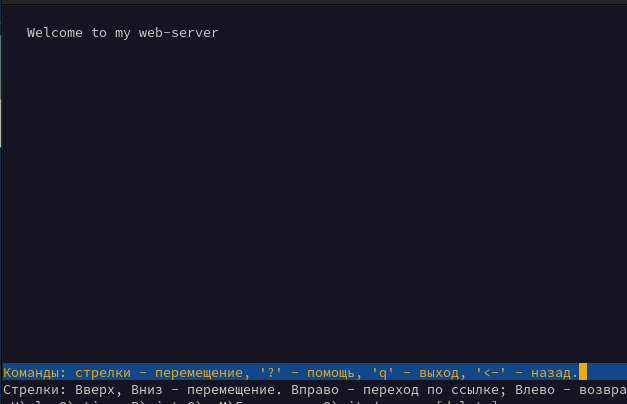 Welcome to my web-server
Команды: стрелки - перемещение, '?' - помощь, 'q' - выход, '<-' - назад.
Стрелки: Вверх, Вниз - перемещение. Вправо - переход по ссылке; Влево - возвра